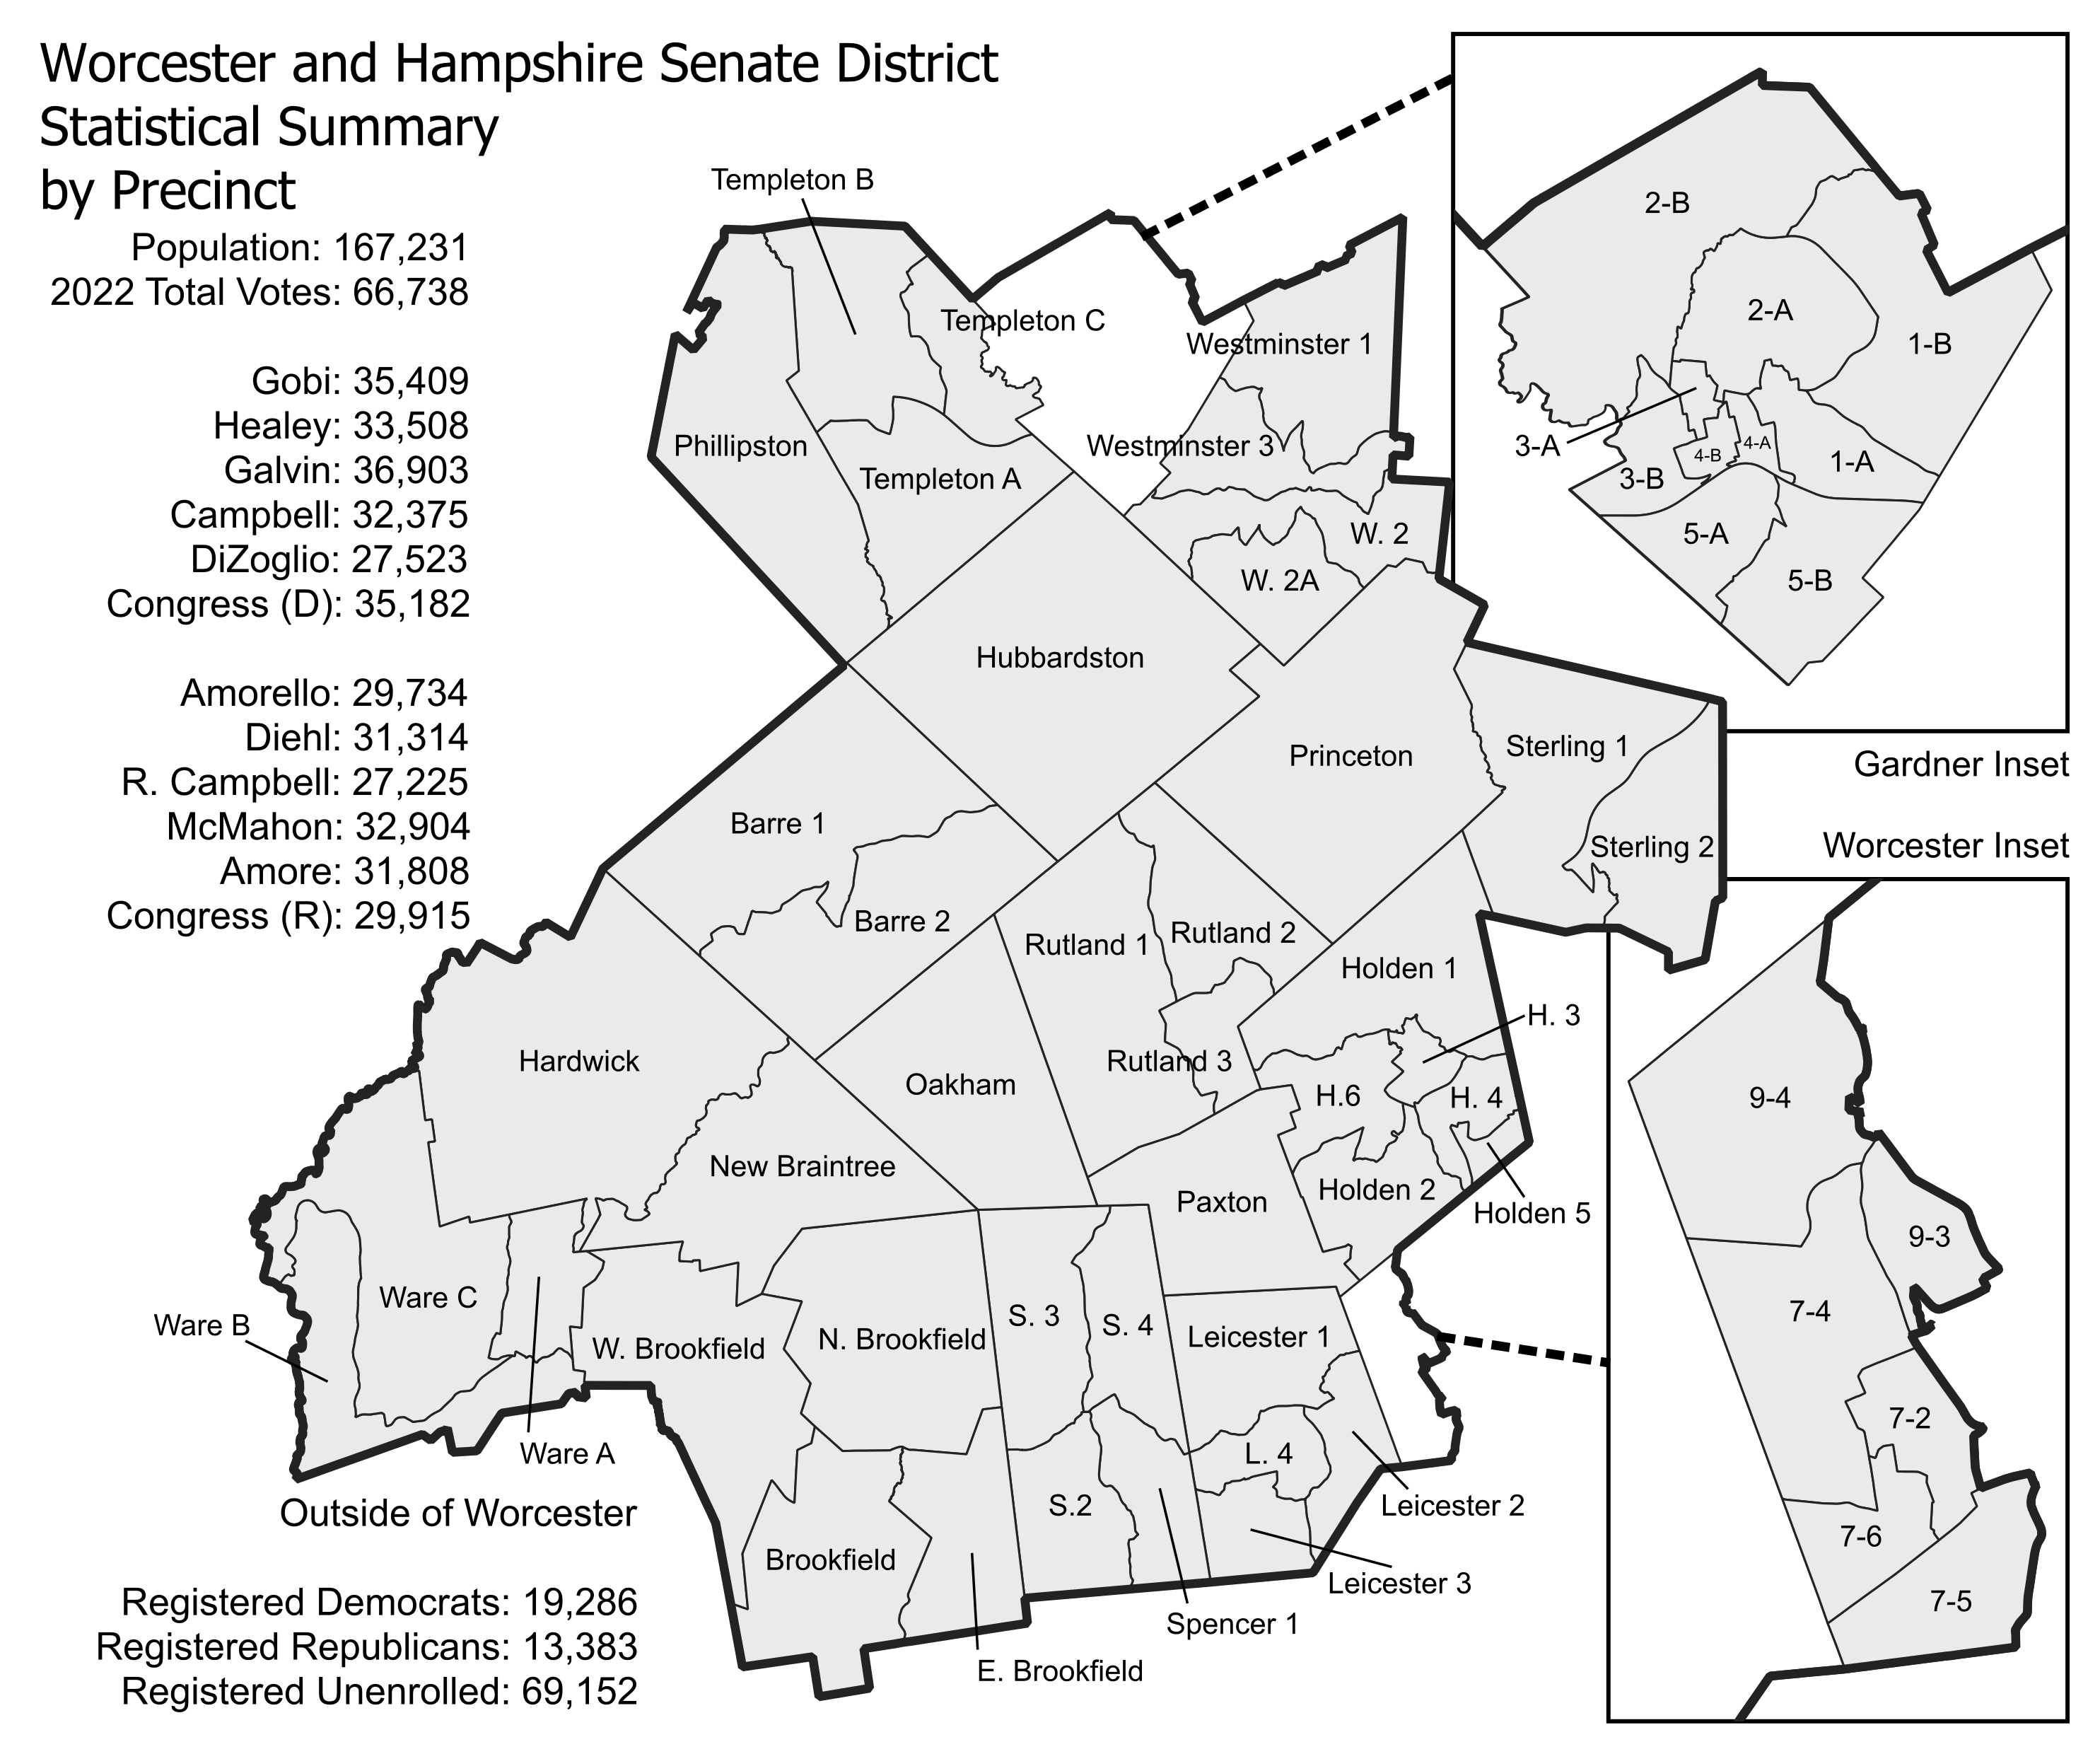 Worcester and Hampshire Senate District
Statistical Summary
by Precinct
Population: 167,231
2022 Total Votes: 66,738
Gobi: 35,409
Healey: 33,508
Galvin: 36,903
Campbell: 32,375
DiZoglio: 27,523
Congress (D): 35,182
Amorello: 29,734
Diehl: 31,314
R. Campbell: 27,225
McMahon: 32,904
Amore: 31,808
Congress (R): 29,915
Templeton B
Templeton C
Westminster 1
Phillipston
Westminster 3
Templeton A
W. 2
W. 2A
Hubbardston
Princeton
Sterling 1
Barre 1
Sterling 2
Barre 2
Rutland 1
Rutland 2
Holden 1
H. 3
Hardwick
Oakham
Rutland 3
H.6
H. 4
New Braintree
Paxton
Holden 2
Holden 5
Ware C
Ware B
S. 3
S. 4
W. Brookfield
N. Brookfield
Leicester 1
Ware A
L. 4
S.2
Leicester 2
Brookfield
Leicester 3
Spencer 1
E. Brookfield
Outside of Worcester
Registered Democrats: 19,286
Registered Republicans: 13,383
Registered Unenrolled: 69,152
2-B
2-A
1-B
3-A
4-B
4-A
1-A
3-B
5-A
5-B
Gardner Inset
Worcester Inset
9-4
9-3
7-4
7-2
7-6
7-5